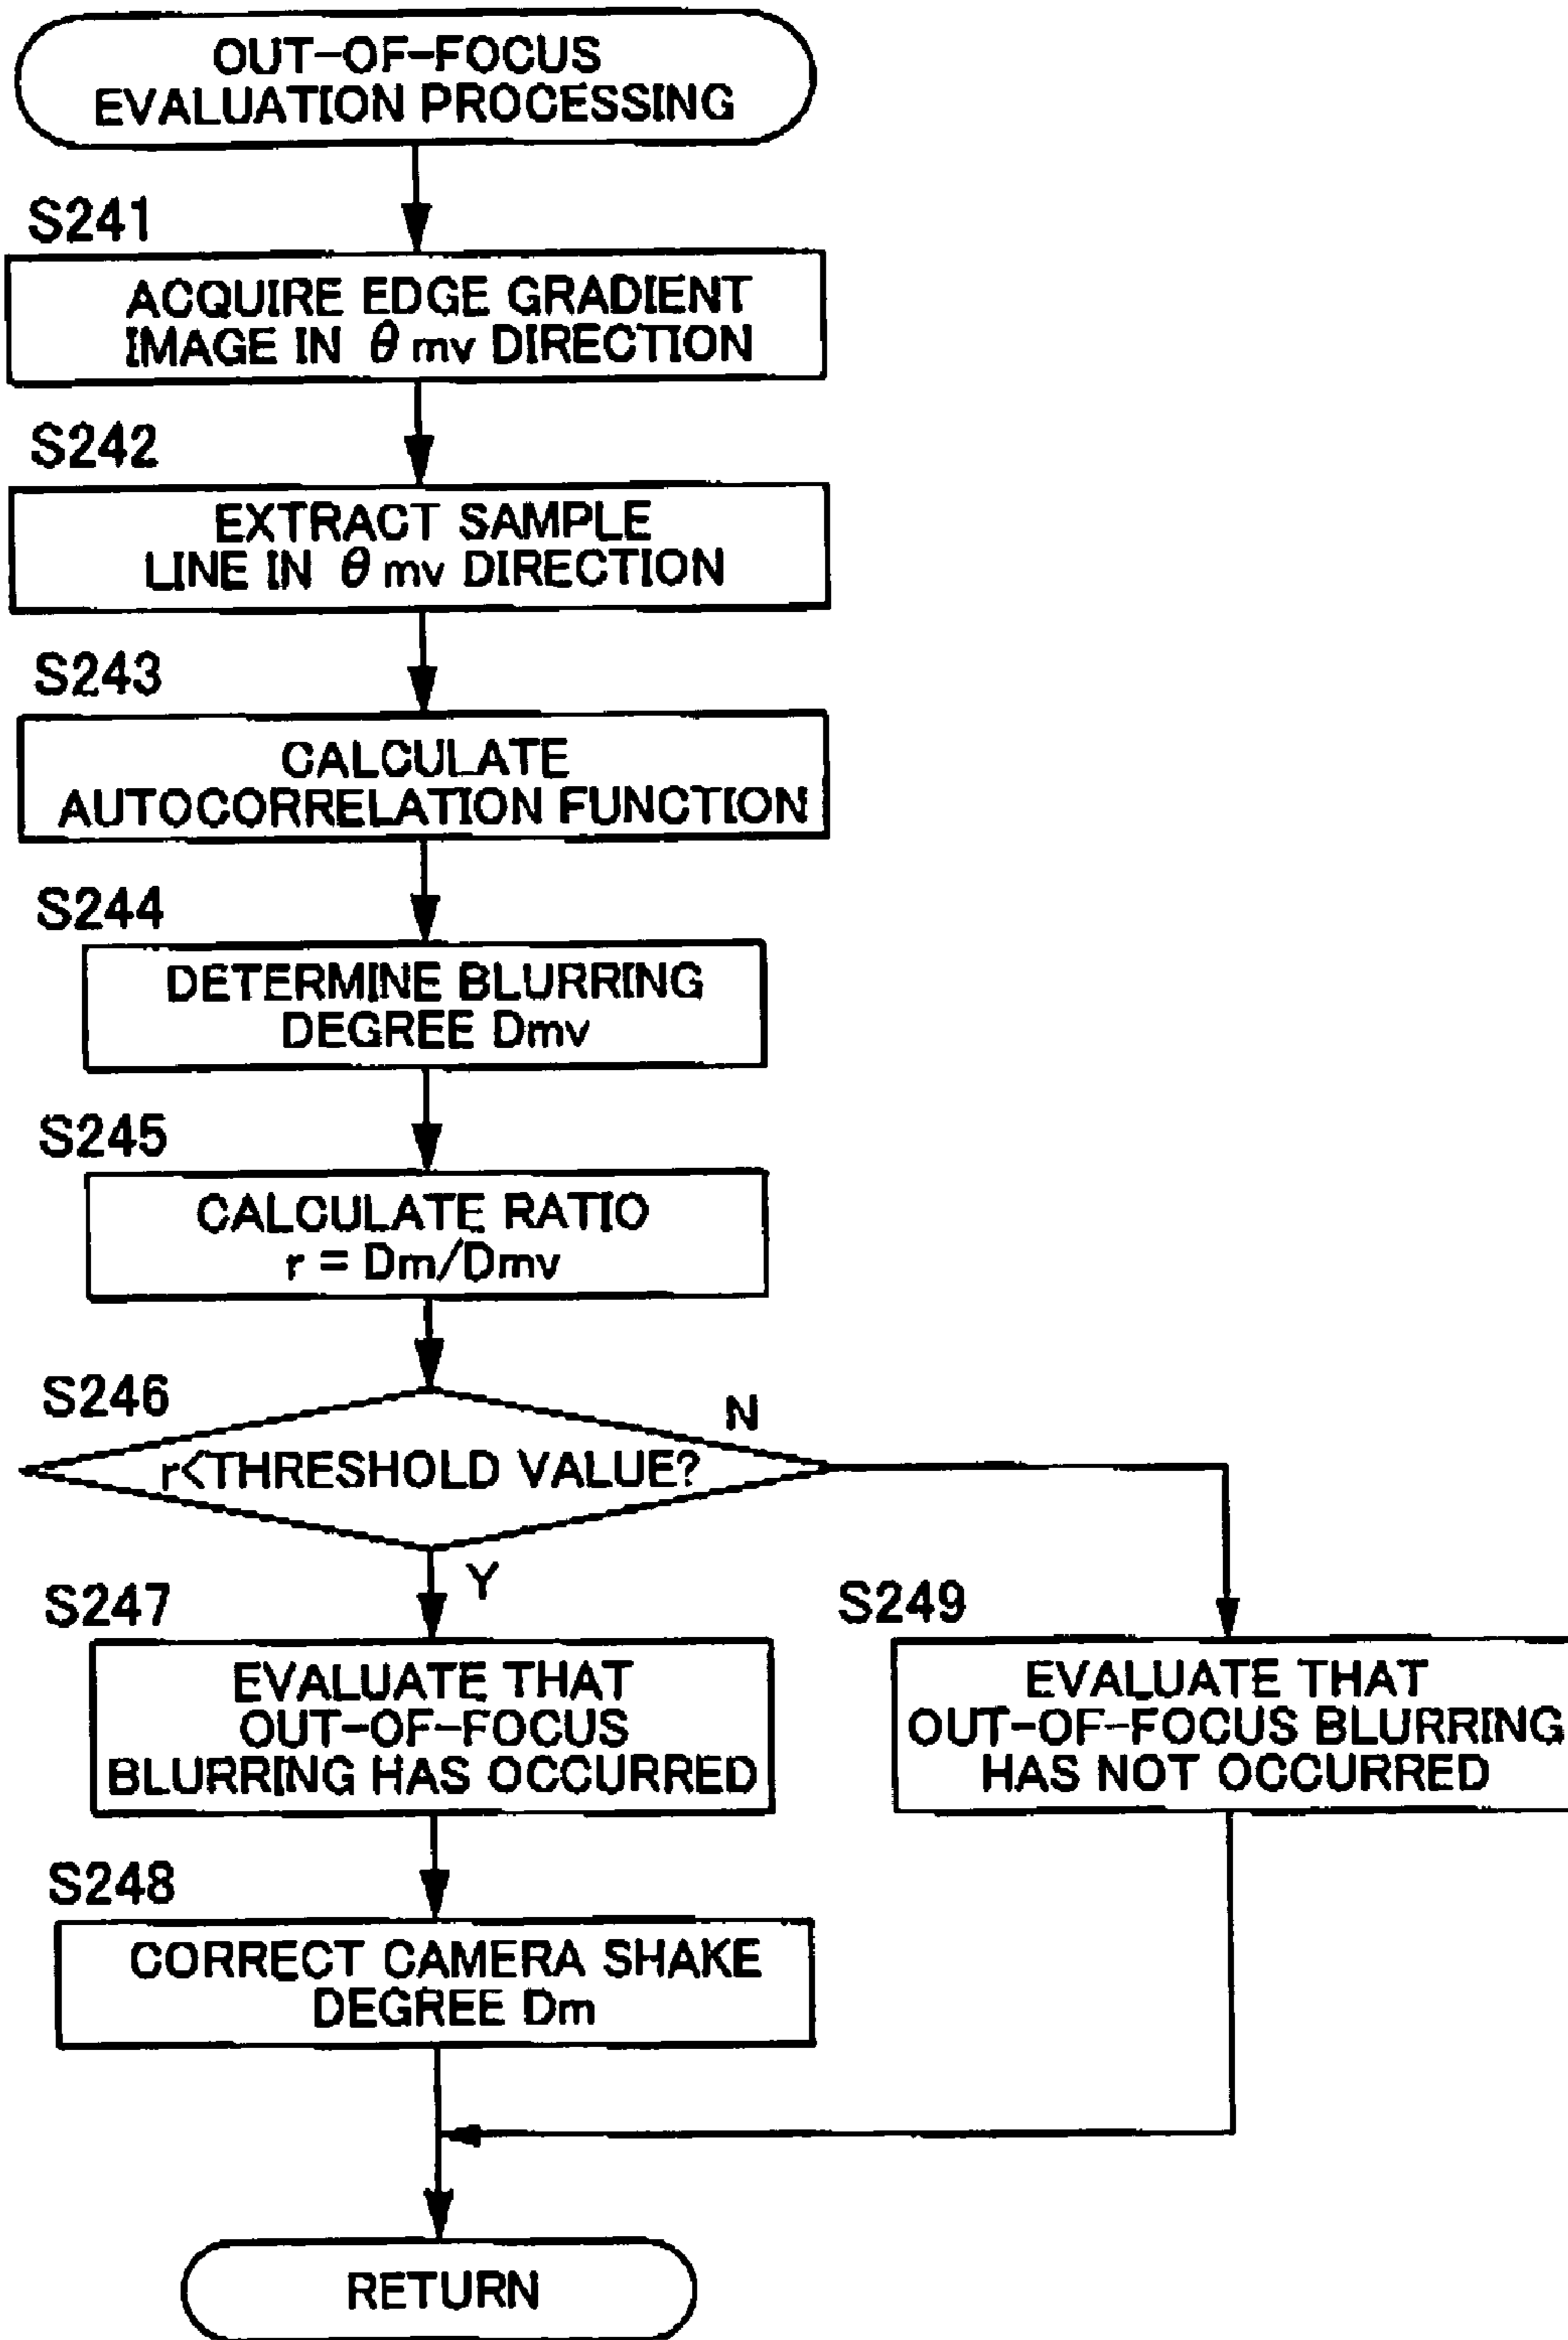 OUT-OF-FOCUS
EVALUATION PROCESSING
S241
ACQUIRE EDGE GRADIENT
IMAGE IN θ mv DIRECTION
S242
EXTRACT SAMPLE
LINE IN θ mv DIRECTION
S243
CALCULATE
AUTOCORRELATION FUNCTION
S244
DETERMINE BLURRING
DEGREE Dmv
S245
CALCULATE RATIO
r = Dm/Dmv
S246
r<THRESHOLD VALUE?
N
Y
S247
EVALUATE THAT
OUT-OF-FOCUS
BLURRING HAS OCCURRED
S249
EVALUATE THAT
OUT-OF-FOCUS BLURRING
HAS NOT OCCURRED
S248
CORRECT CAMERA SHAKE
DEGREE Dm
RETURN